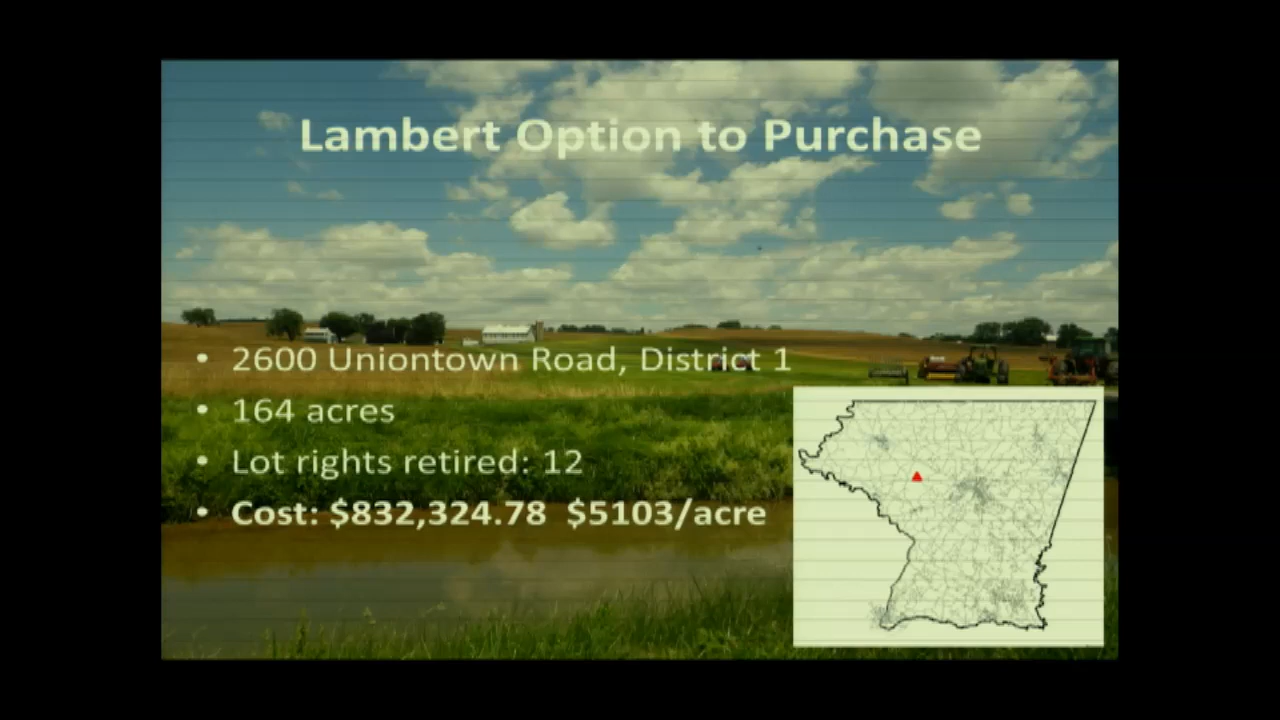 Lambert Option to Purchase
• 2600 Uniontown Road, District 1
• 164 acres
• Lot rights retired: 12
• Cost: $832,324.78 $5103/acre